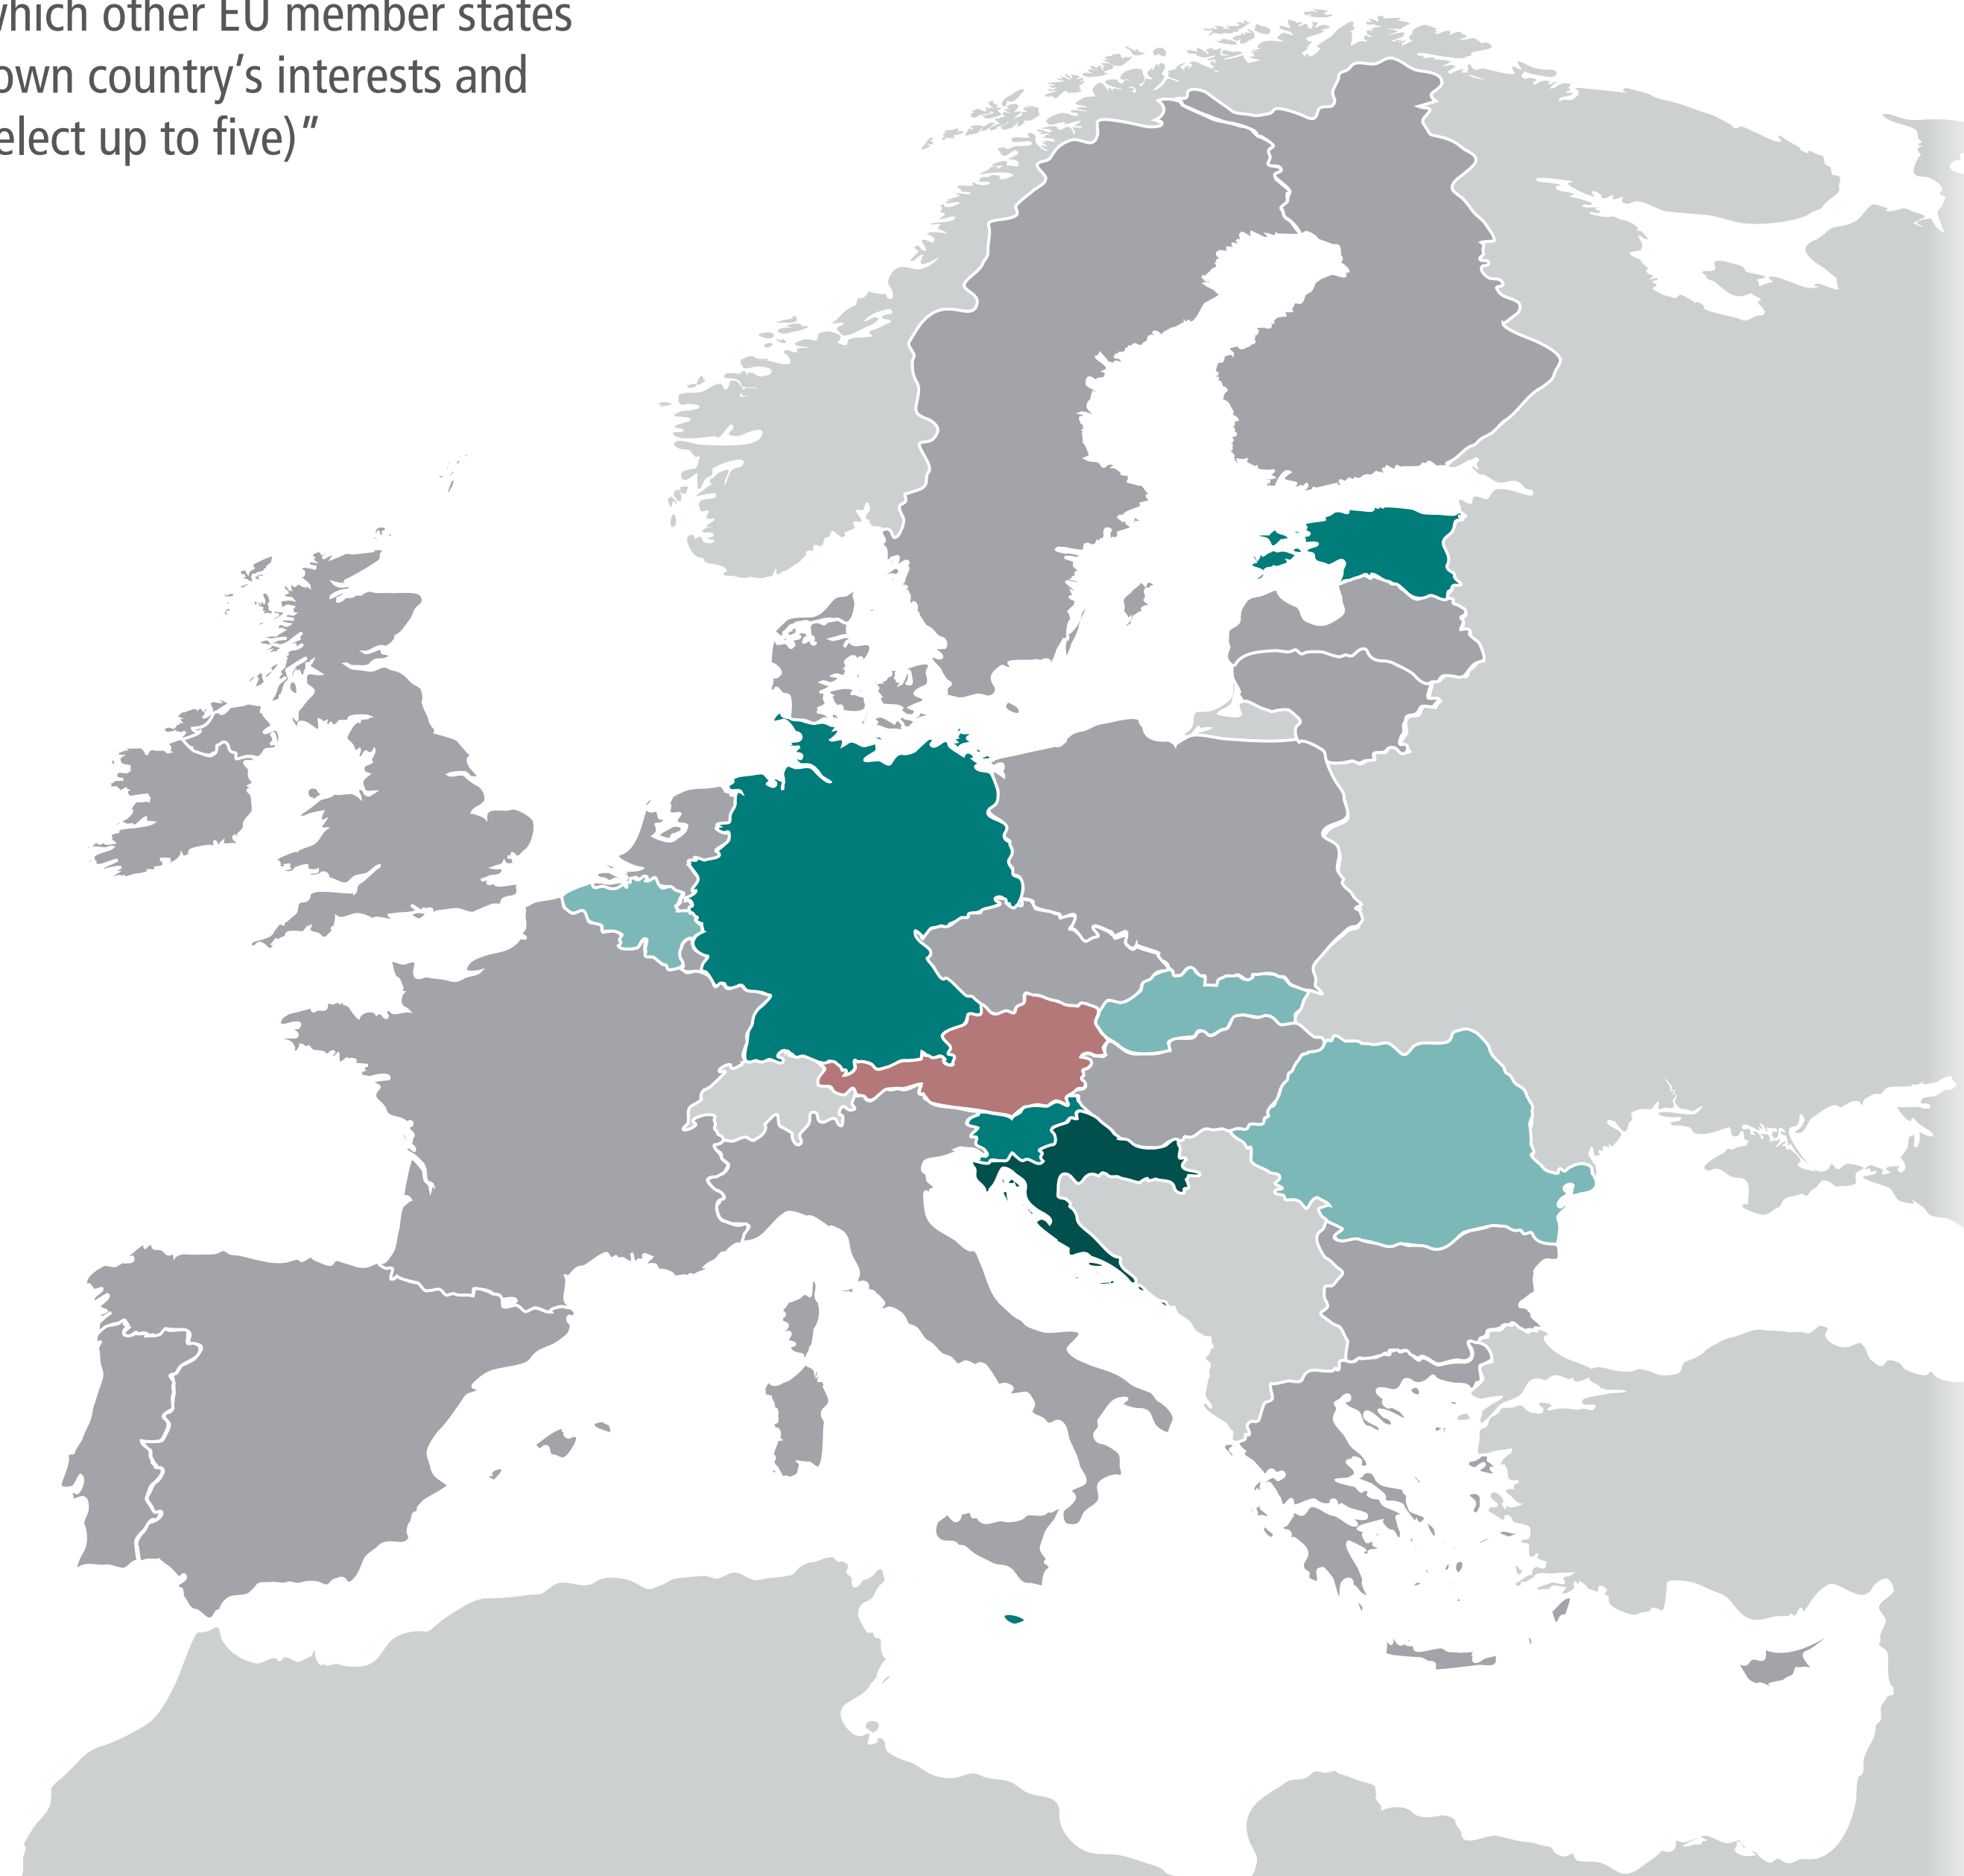 which other EU member states
own country's interests and
elect up to five)"